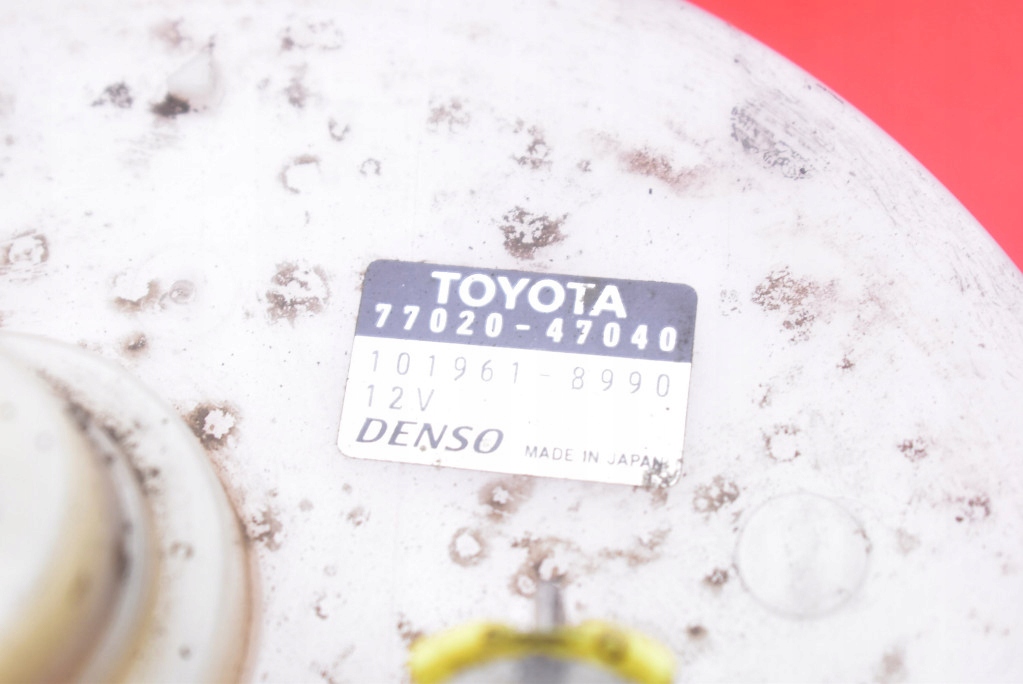 TOYOTA
77020-47040
101961-8990
12V
DENSO MADE IN JAPAN